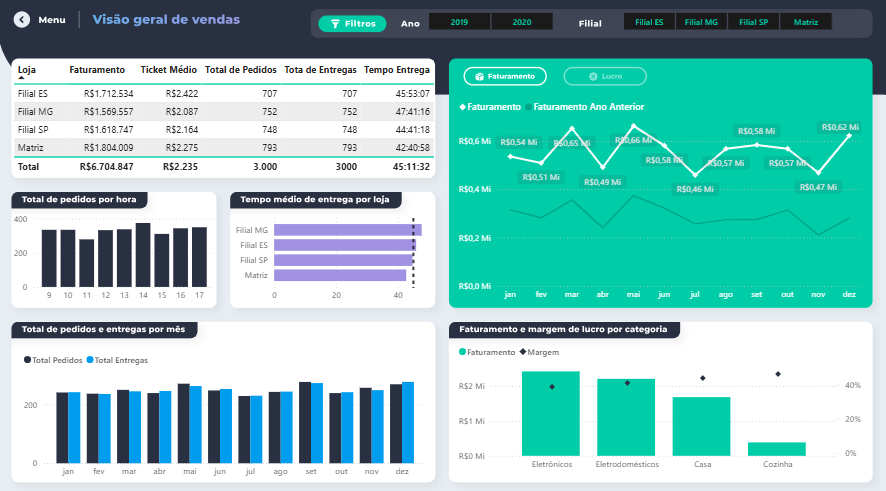 Menu
Visão geral de vendas
Filtros
Ano
2019
2020
Filial
Filial ES
Filial MG
Filial SP
Matriz
Loja Faturamento Ticket Médio Total de Pedidos Tota de Entregas Tempo Entrega
Filial ES R$1.712.534 R$2.422 707 707 45:53:07
Filial MG R$1.569.557 R$2.087 752 752 47:41:16
Filial SP R$1.618.747 R$2.164 748 748 44:41:18
Matriz R$1.804.009 R$2.275 793 793 42:40:58
Total R$6.704.847 R$2.235 3.000 3000 45:11:32
Faturamento
Lucro
Faturamento Faturamento Ano Anterior
R$0,6 Mi
R$0,4 Mi
R$0,2 Mi
R$0,0 Mi
R$0,54 Mi
R$0,51 Mi
R$0,65 Mi
R$0,49 Mi
R$0,66 Mi
R$0,58 Mi
R$0,46 Mi
R$0,57 Mi
R$0,58 Mi
R$0,57 Mi
R$0,47 Mi
R$0,62 Mi
jan fev mar abr mai jun jul ago set out nov dez
Total de pedidos por hora
400
200
0
9 10 11 12 13 14 15 16 17
Tempo médio de entrega por loja
Filial MG
Filial ES
Filial SP
Matriz
0 20 40
Total de pedidos e entregas por mês
Total Pedidos Total Entregas
200
0
jan fev mar abr mai jun jul ago set out nov dez
Faturamento e margem de lucro por categoria
Faturamento Margem
R$2 Mi
R$1 Mi
R$0 Mi
40%
20%
0%
Eletrônicos Eletrodomésticos Casa Cozinha